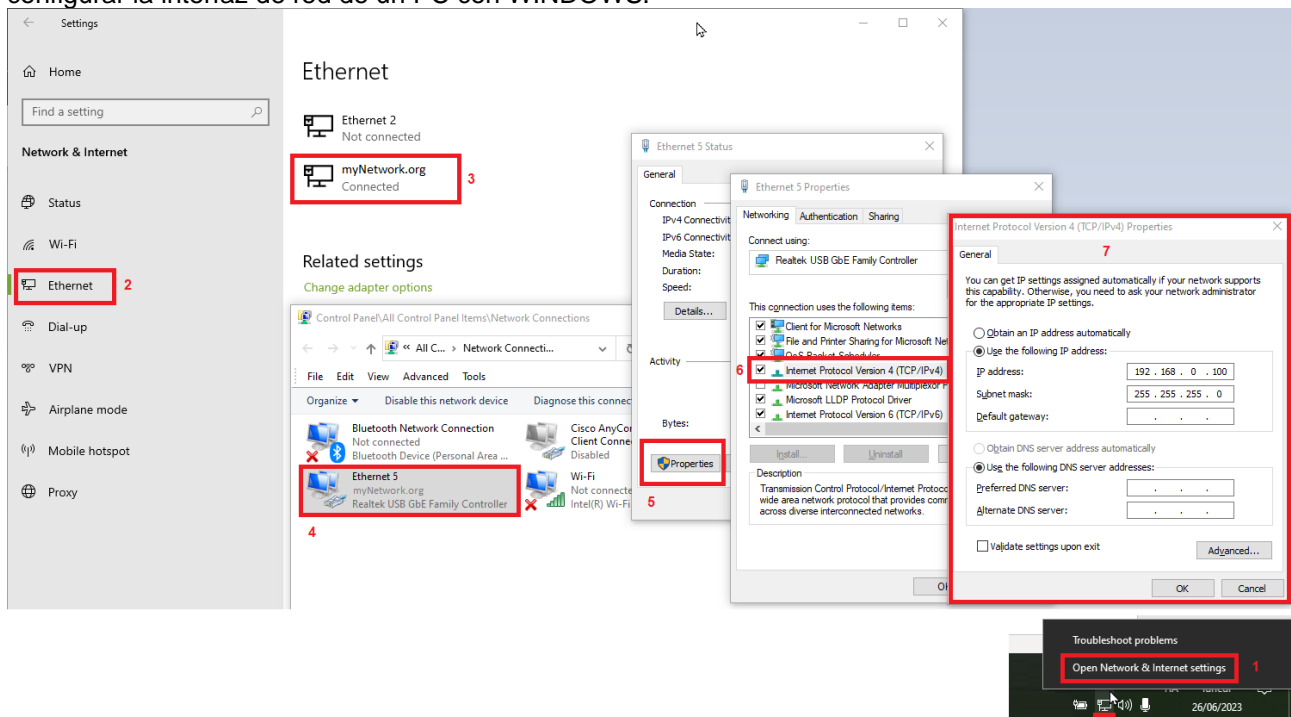 configurar la interfaz de red de un PC con WINDOWS.
Settings
Home
Find a setting
Network & Internet
Status
Wi-Fi
Ethernet
2
Dial-up
VPN
Airplane mode
Mobile hotspot
Proxy
Ethernet
Ethernet 2
Not connected
myNetwork.org
Connected
3
Related settings
Change adapter options
Control Panel\All Control Panel Items\Network Connections
« All C... > Network Connecti...
File Edit View Advanced Tools
Organize Disable this network device Diagnose this connec
Bluetooth Network Connection
Not connected
Bluetooth Device (Personal Area ...
Cisco AnyCor
Client Conne
Disabled
Ethernet 5
myNetwork.org
Realtek USB GbE Family Controller
Wi-Fi
Not connecte
Intel(R) Wi-Fi
4
Ethernet 5 Status
General
Connection
IPv4 Connectivit
IPv6 Connectivit
Media State:
Duration:
Speed:
Details...
Activity
Bytes:
Properties
5
Ethernet 5 Properties
Networking Authentication Sharing
Connect using:
Realtek USB GbE Family Controller
This connection uses the following items:
Client for Microsoft Networks
File and Printer Sharing for Microsoft Net
QoS Packet Scheduler
6
Internet Protocol Version 4 (TCP/IPv4)
Microsoft Network Adapter Multiplexor P
Microsoft LLDP Protocol Driver
Internet Protocol Version 6 (TCP/IPv6)
Install... Uninstall
Description
Transmission Control Protocol/Internet Protoco
wide area network protocol that provides comr
across diverse interconnected networks.
OK
Internet Protocol Version 4 (TCP/IPv4) Properties
General
7
You can get IP settings assigned automatically if your network supports
this capability. Otherwise, you need to ask your network administrator
for the appropriate IP settings.
Obtain an IP address automatically
Use the following IP address:
IP address: 192 . 168 . 0 . 100
Subnet mask: 255 . 255 . 255 . 0
Default gateway: . . .
Obtain DNS server address automatically
Use the following DNS server addresses:
Preferred DNS server: . . .
Alternate DNS server: . . .
Validate settings upon exit
Advanced...
OK Cancel
Troubleshoot problems
Open Network & Internet settings
1
26/06/2023